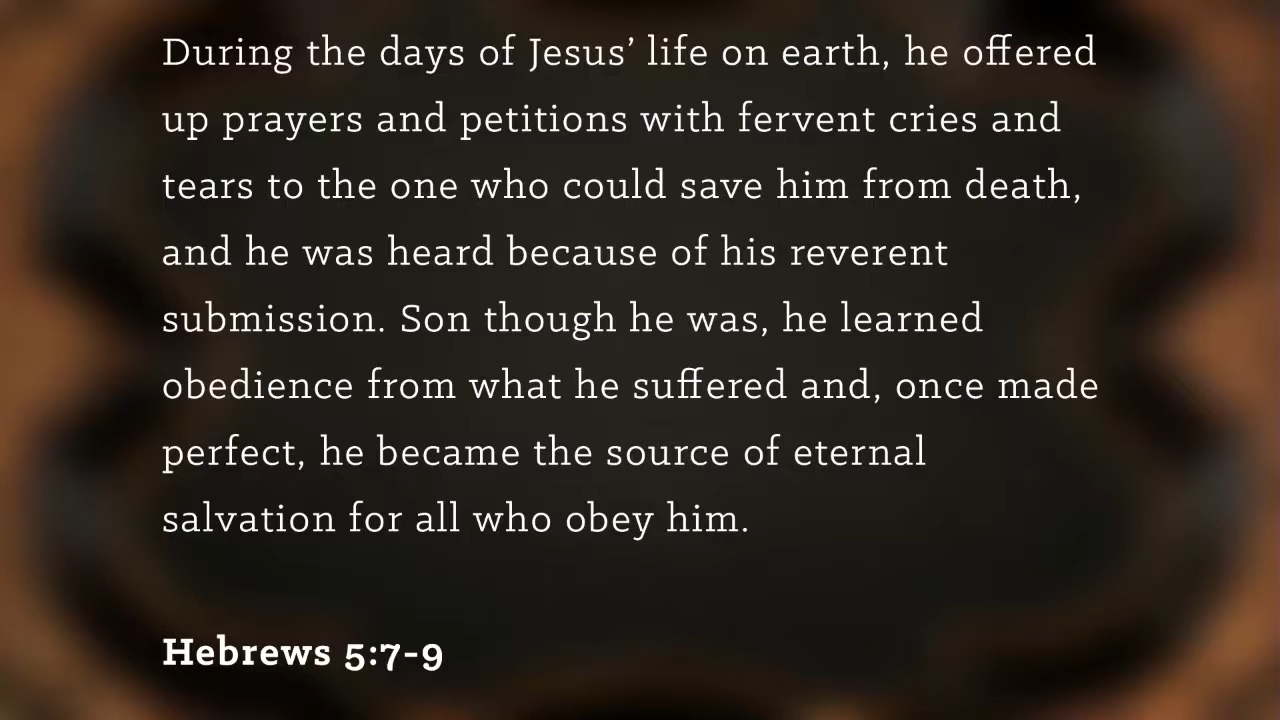 During the days of Jesus’ life on earth, he offered
up prayers and petitions with fervent cries and
tears to the one who could save him from death,
and he was heard because of his reverent
submission. Son though he was, he learned
obedience from what he suffered and, once made
perfect, he became the source of eternal
salvation for all who obey him.
Hebrews 5:7-9